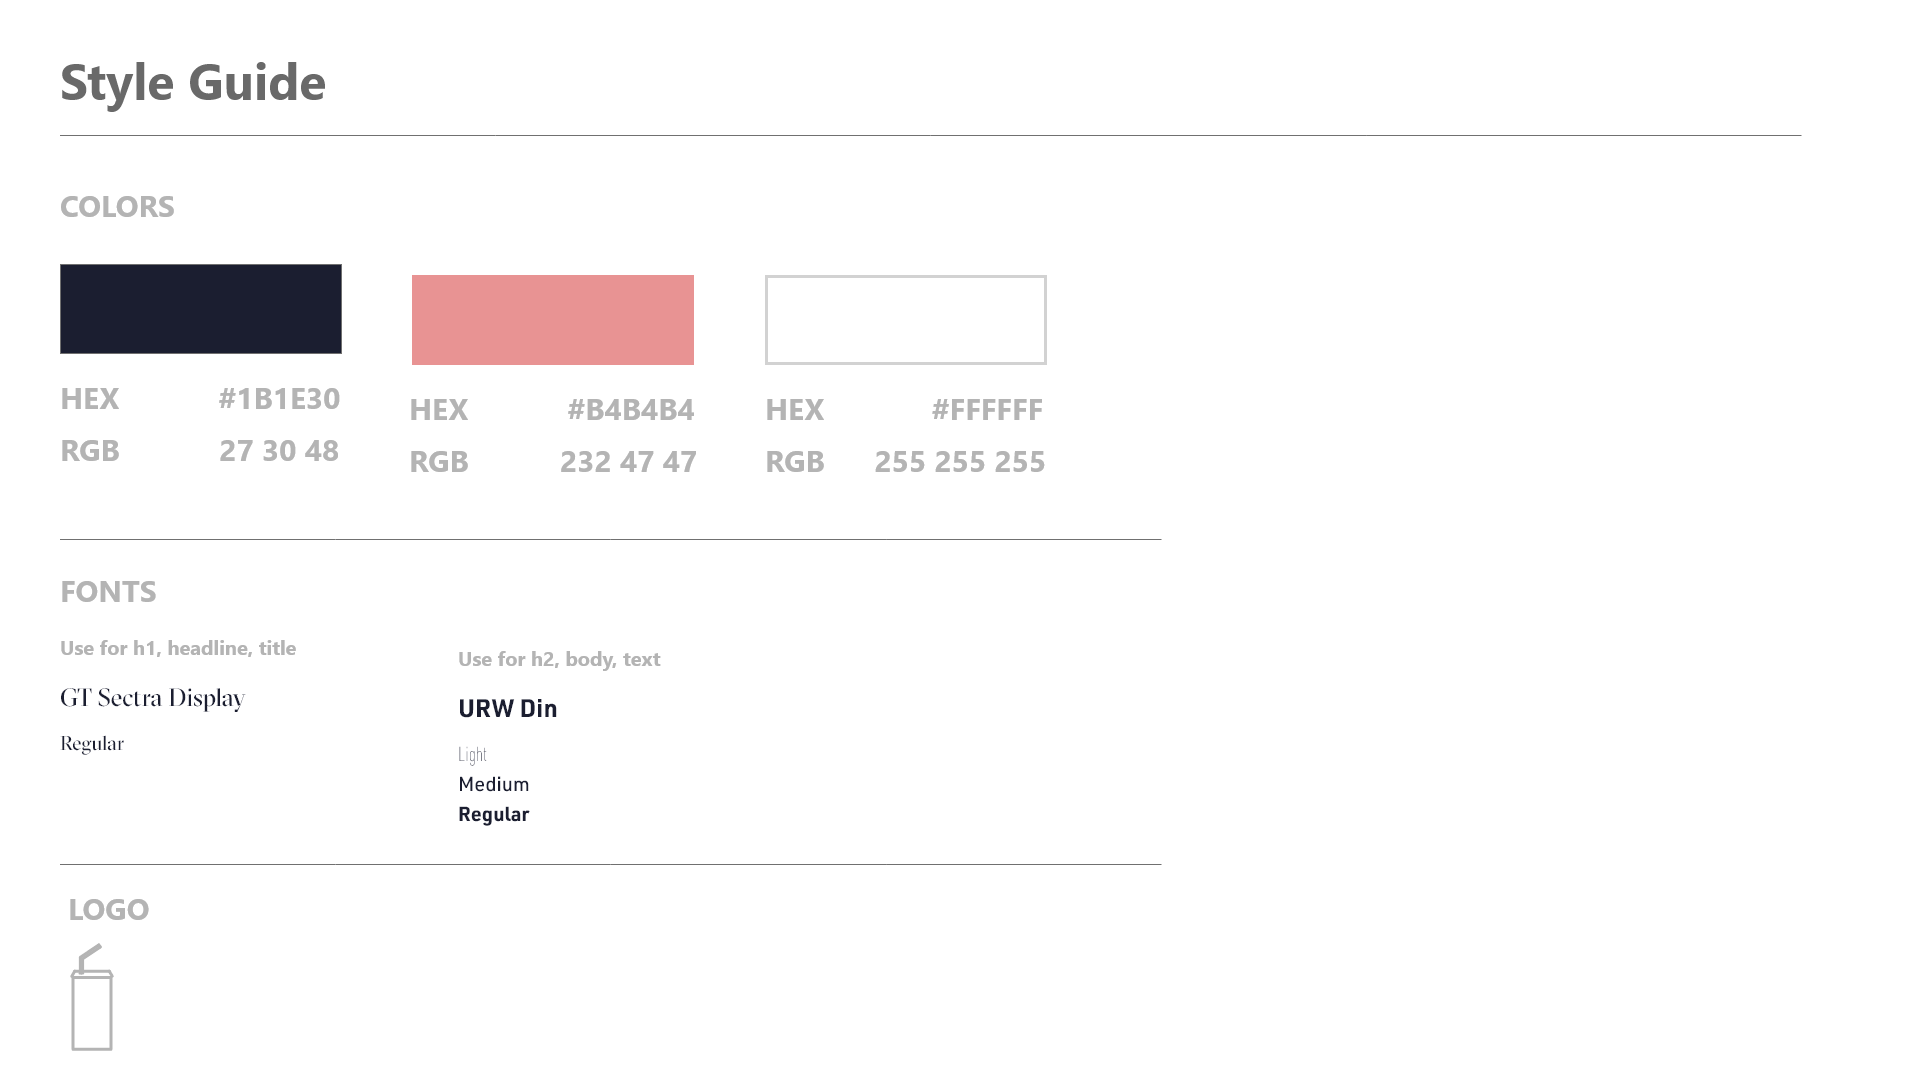 Style Guide
COLORS
HEX #1B1E30
RGB 27 30 48
HEX #B4B4B4
RGB 232 47 47
HEX #FFFFFF
RGB 255 255 255
FONTS
Use for h1, headline, title
GT Sectra Display
Regular
Use for h2, body, text
URW Din
Light
Medium
Regular
LOGO